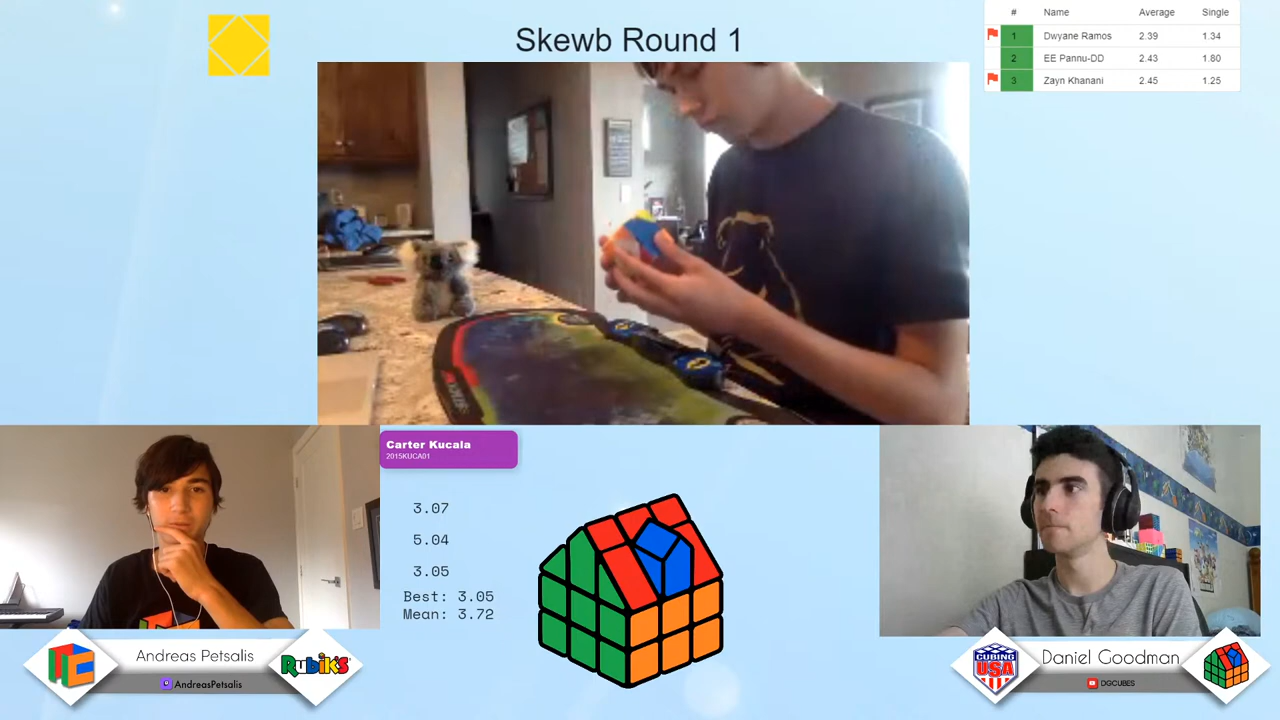 Skewb Round 1
# Name Average Single
1 Dwyane Ramos 2.39 1.34
2 EE Pannu-DD 2.43 1.80
3 Zayn Khanani 2.45 1.25
Carter Kucala
2015KUCA01
3.07
5.04
3.05
Best: 3.05
Mean: 3.72
Andreas Petsalis
AndreasPetsalis
Rubik's
CUBING
USA
Daniel Goodman
DGCUBES